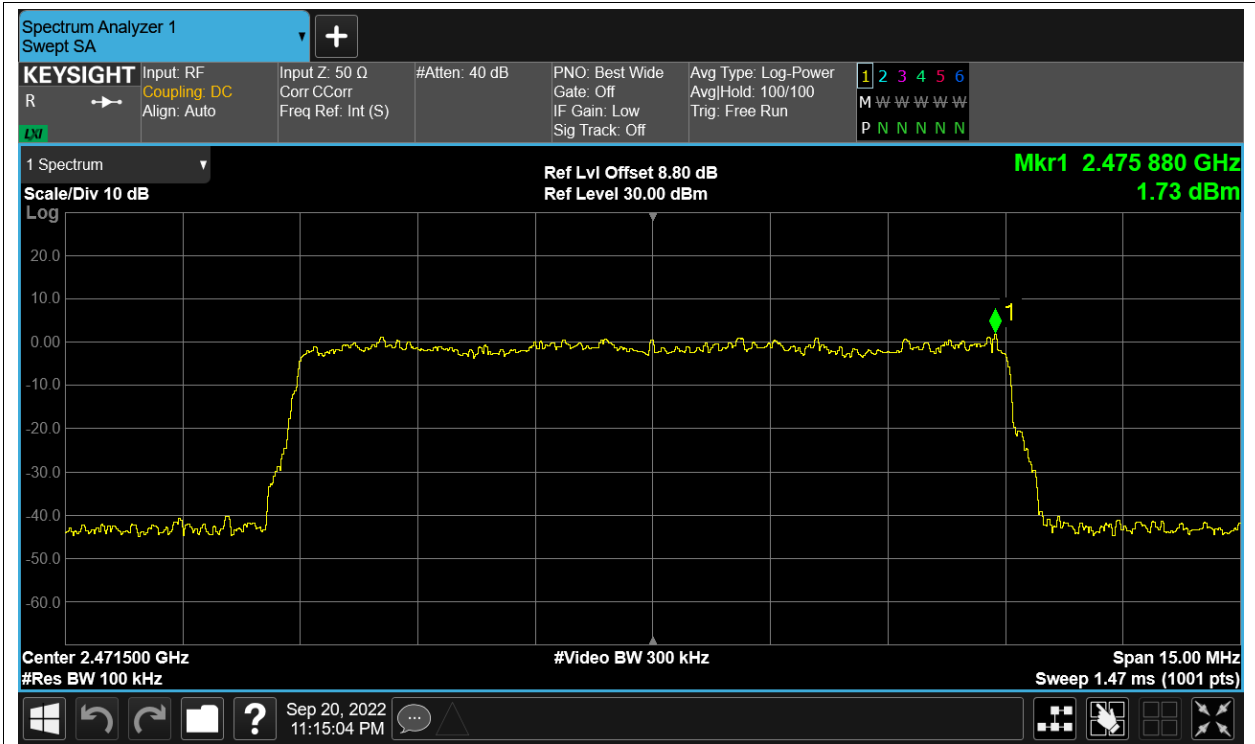 Spectrum Analyzer 1
Swept SA
+
KEYSIGHT
R
LXI
Input: RF
Coupling: DC
Align: Auto
Input Z: 50 Ω
Corr CCorr
Freq Ref: Int (S)
#Atten: 40 dB
PNO: Best Wide
Gate: Off
IF Gain: Low
Sig Track: Off
Avg Type: Log-Power
Avg|Hold: 100/100
Trig: Free Run
1 2 3 4 5 6
M W W W W W
P N N N N N
1 Spectrum
Scale/Div 10 dB
Log
Ref Lvl Offset 8.80 dB
Ref Level 30.00 dBm
Mkr1 2.475 880 GHz
1.73 dBm
20.0
10.0
1
0.00
-10.0
-20.0
-30.0
-40.0
-50.0
-60.0
Center 2.471500 GHz
#Res BW 100 kHz
#Video BW 300 kHz
Span 15.00 MHz
Sweep 1.47 ms (1001 pts)
?
Sep 20, 2022
11:15:04 PM